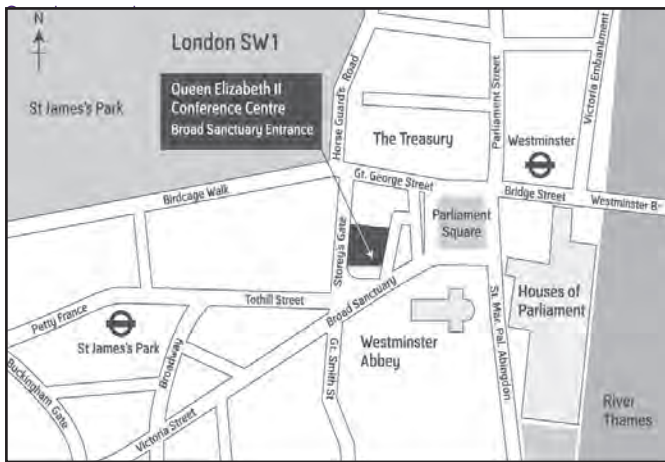 N
London SW1
St James's Park
Queen Elizabeth II
Conference Centre
Broad Sanctuary Entrance
Horse Guard's Road
Parliament Street
Victoria Embankment
The Treasury
Westminster
Birdcage Walk
Gt. George Street
Bridge Street
Westminster B
Storey's Gate
Parliament
Square
Tothill Street
Broad Sanctuary
Petty France
St James's Park
Broadway
Westminster
Abbey
St. Mar. Pal. Abingdon
Houses of
Parliament
Gt. Smith St
Buckingham Gate
Victoria Street
River
Thames